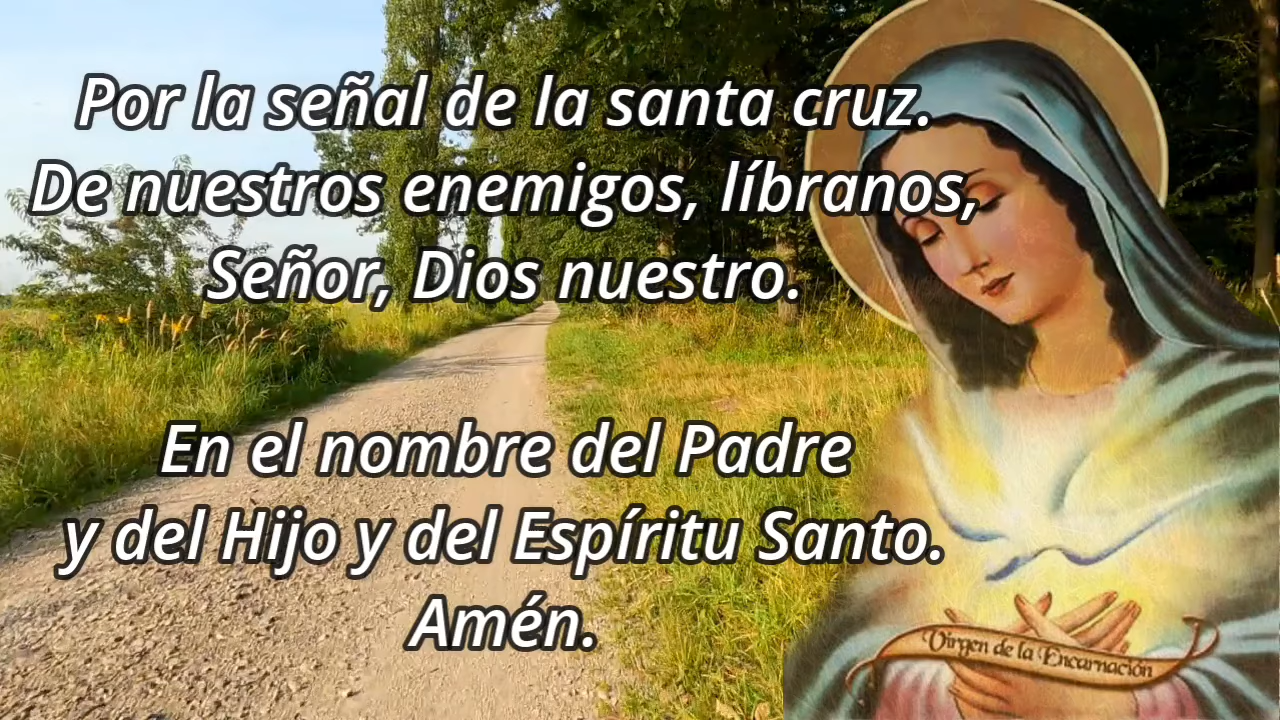 Por la señal de la santa cruz.
De nuestros enemigos, líbranos,
Señor, Dios nuestro.
En el nombre del Padre
y del Hijo y del Espíritu Santo.
Amén.
Virgen de la Encarnación